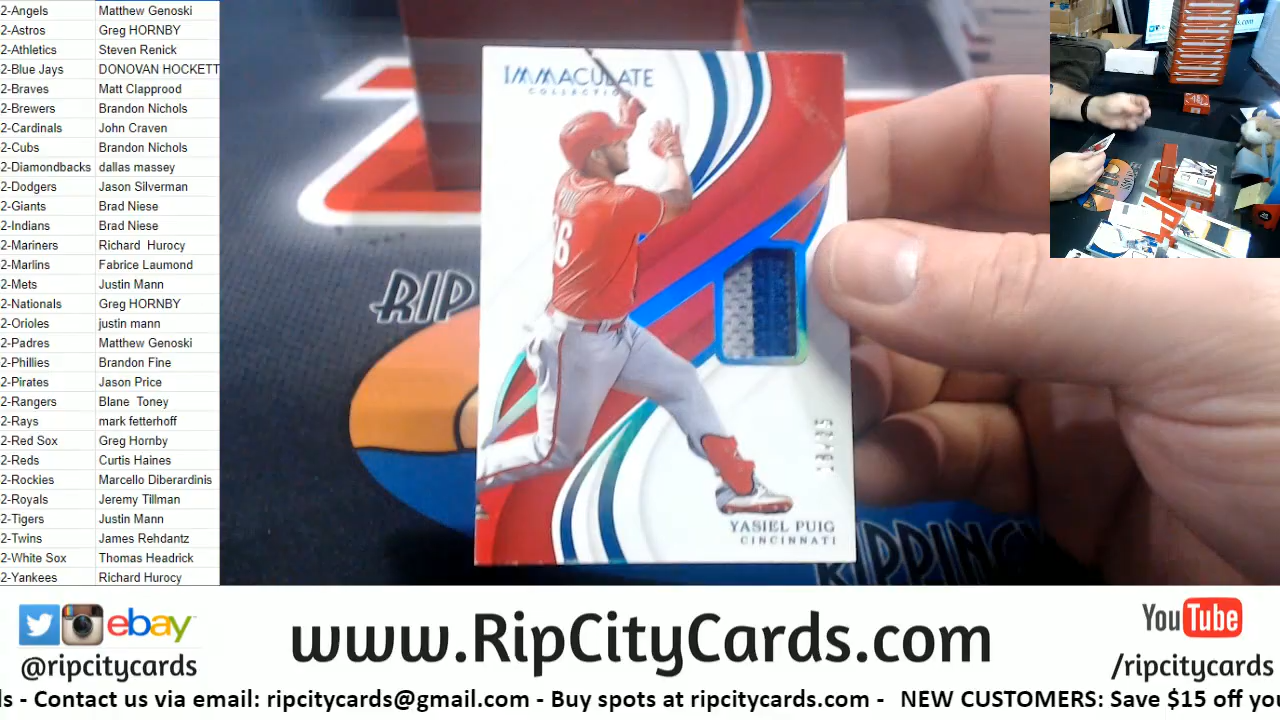 2-Angels Matthew Genoski
2-Astros Greg HORNBY
2-Athletics Steven Renick
2-Blue Jays DONOVAN HOCKETT
2-Braves Matt Clapprood
2-Brewers Brandon Nichols
2-Cardinals John Craven
2-Cubs Brandon Nichols
2-Diamondbacks dallas massey
2-Dodgers Jason Silverman
2-Giants Brad Niese
2-Indians Brad Niese
2-Mariners Richard Hurocy
2-Marlins Fabrice Laumond
2-Mets Justin Mann
2-Nationals Greg HORNBY
2-Orioles justin mann
2-Padres Matthew Genoski
2-Phillies Brandon Fine
2-Pirates Jason Price
2-Rangers Blane Toney
2-Rays mark fetterhoff
2-Red Sox Greg Hornby
2-Reds Curtis Haines
2-Rockies Marcello Diberardinis
2-Royals Jeremy Tillman
2-Tigers Justin Mann
2-Twins James Rehdantz
2-White Sox Thomas Headrick
2-Yankees Richard Hurocy
IMMACULATE
COLLECTION
PUIG
66
YASIEL PUIG
CINCINNATI
RIP
ebay
@ripcitycards
www.RipCityCards.com
YouTube
/ripcitycards
ds - Contact us via email: ripcitycards@gmail.com - Buy spots at ripcitycards.com - NEW CUSTOMERS: Save $15 off you